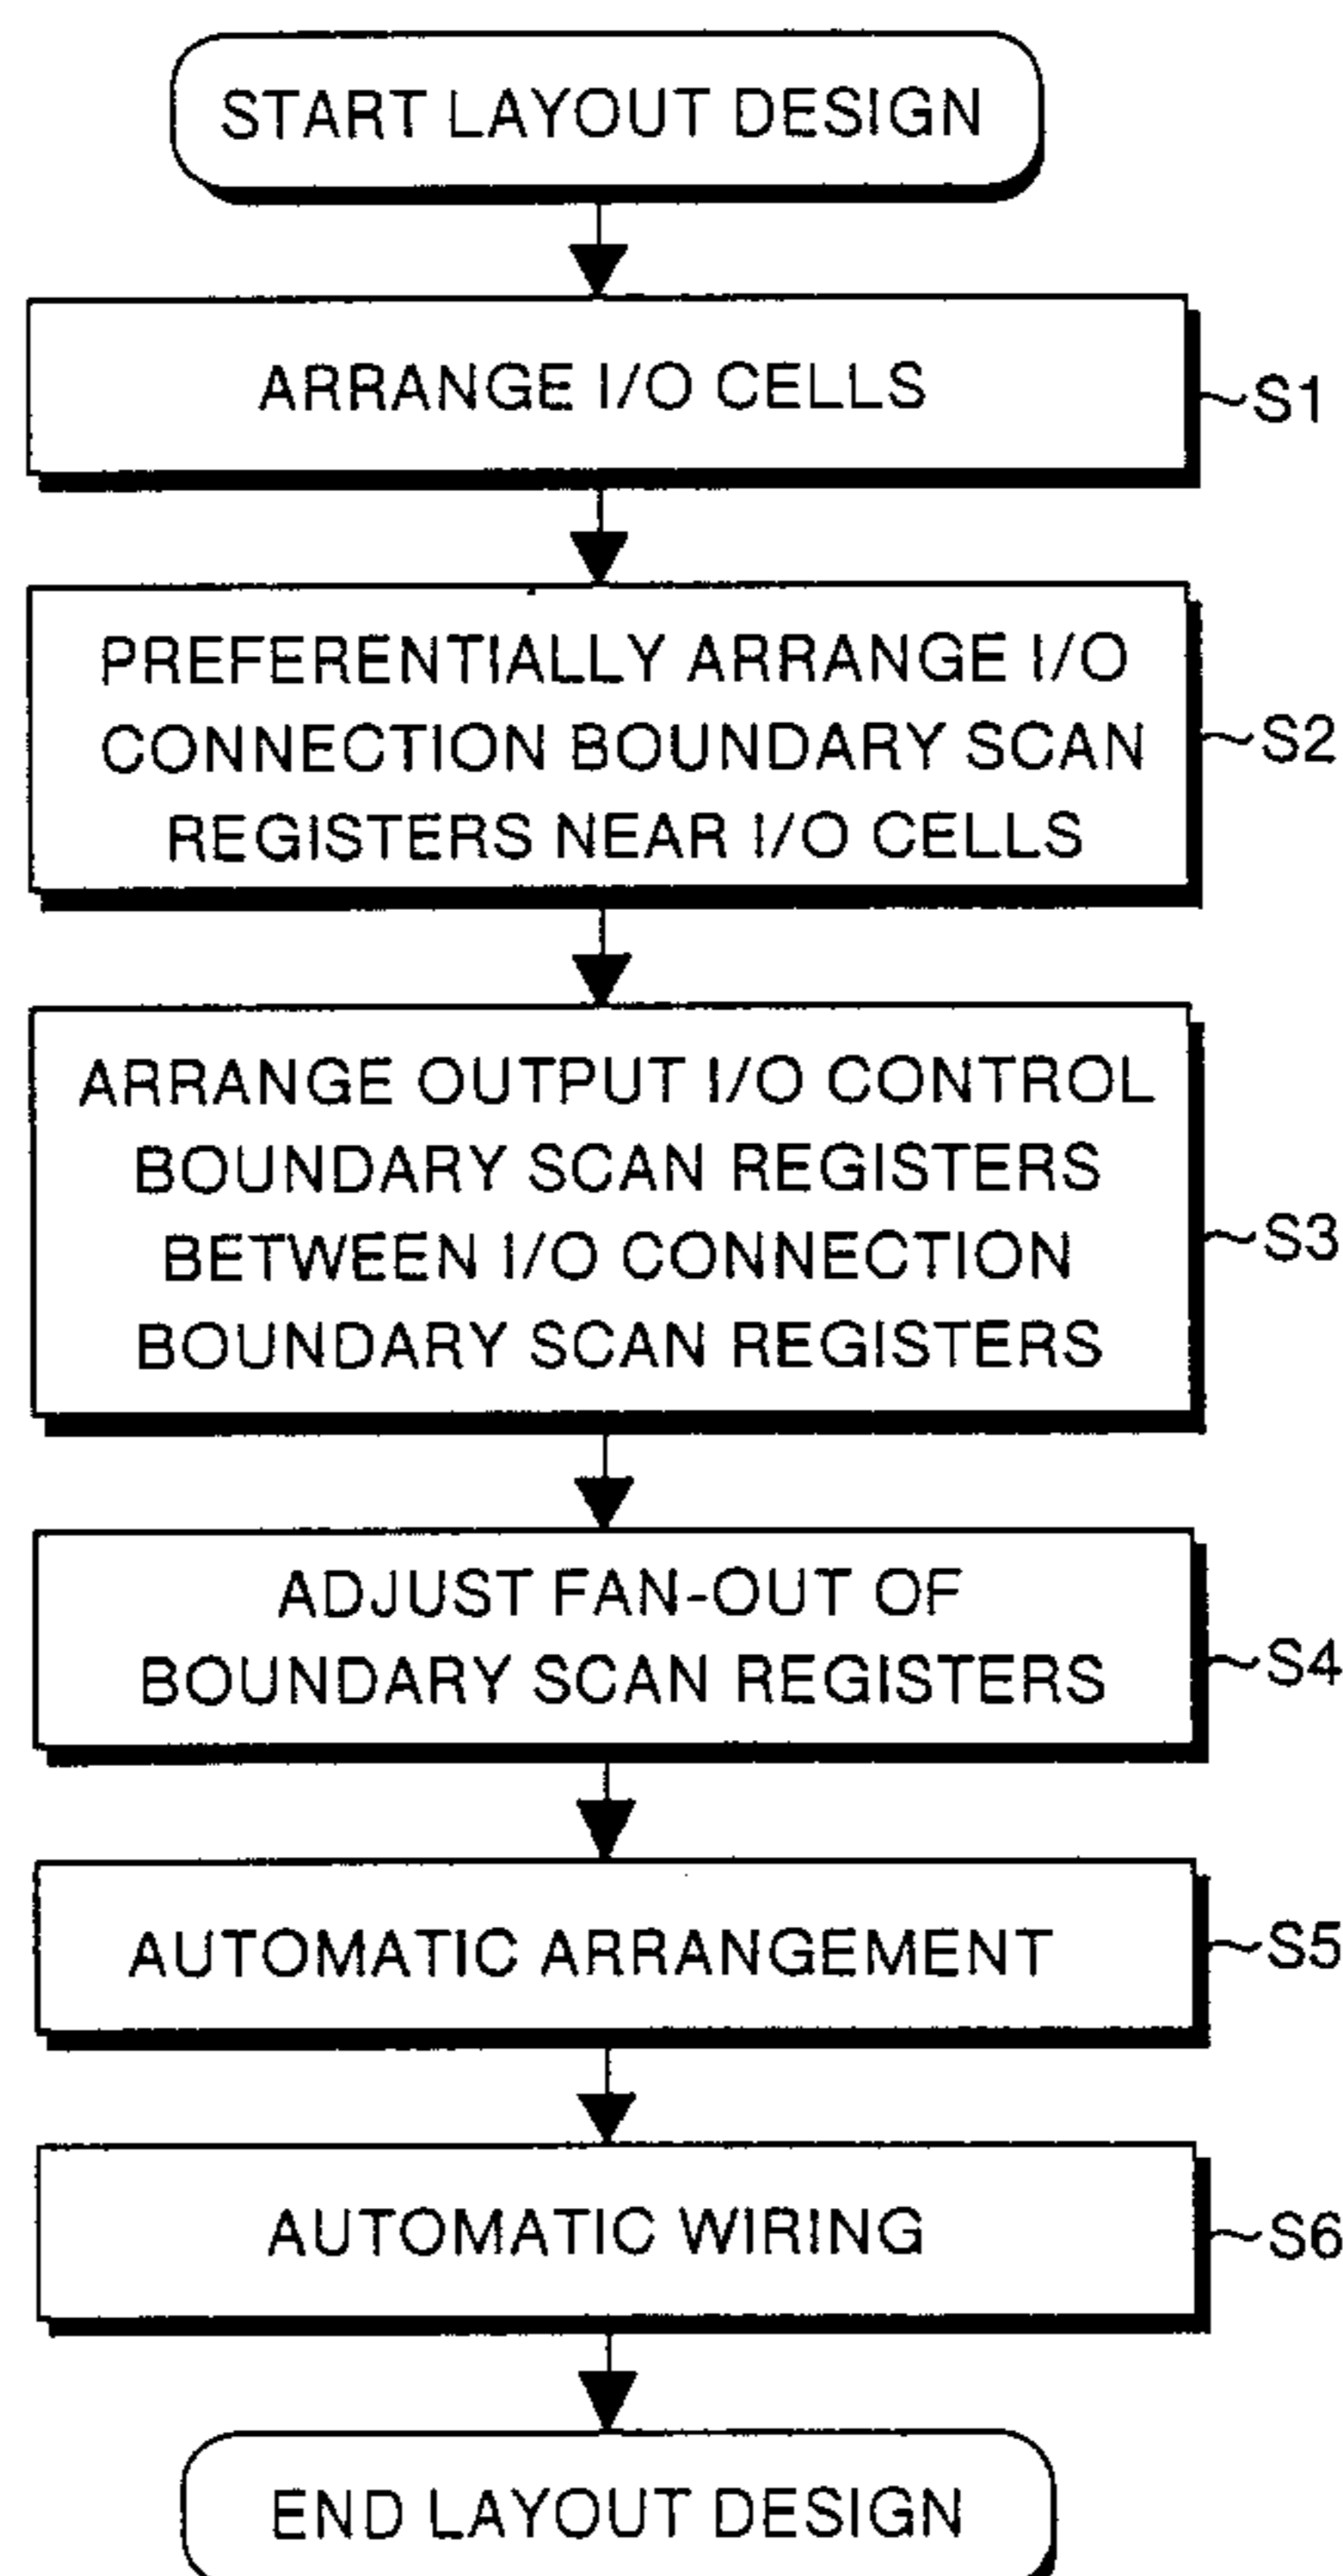 START LAYOUT DESIGN
ARRANGE I/O CELLS
~S1
PREFERENTIALLY ARRANGE I/O
CONNECTION BOUNDARY SCAN
REGISTERS NEAR I/O CELLS
~S2
ARRANGE OUTPUT I/O CONTROL
BOUNDARY SCAN REGISTERS
BETWEEN I/O CONNECTION
BOUNDARY SCAN REGISTERS
~S3
ADJUST FAN-OUT OF
BOUNDARY SCAN REGISTERS
~S4
AUTOMATIC ARRANGEMENT
~S5
AUTOMATIC WIRING
~S6
END LAYOUT DESIGN